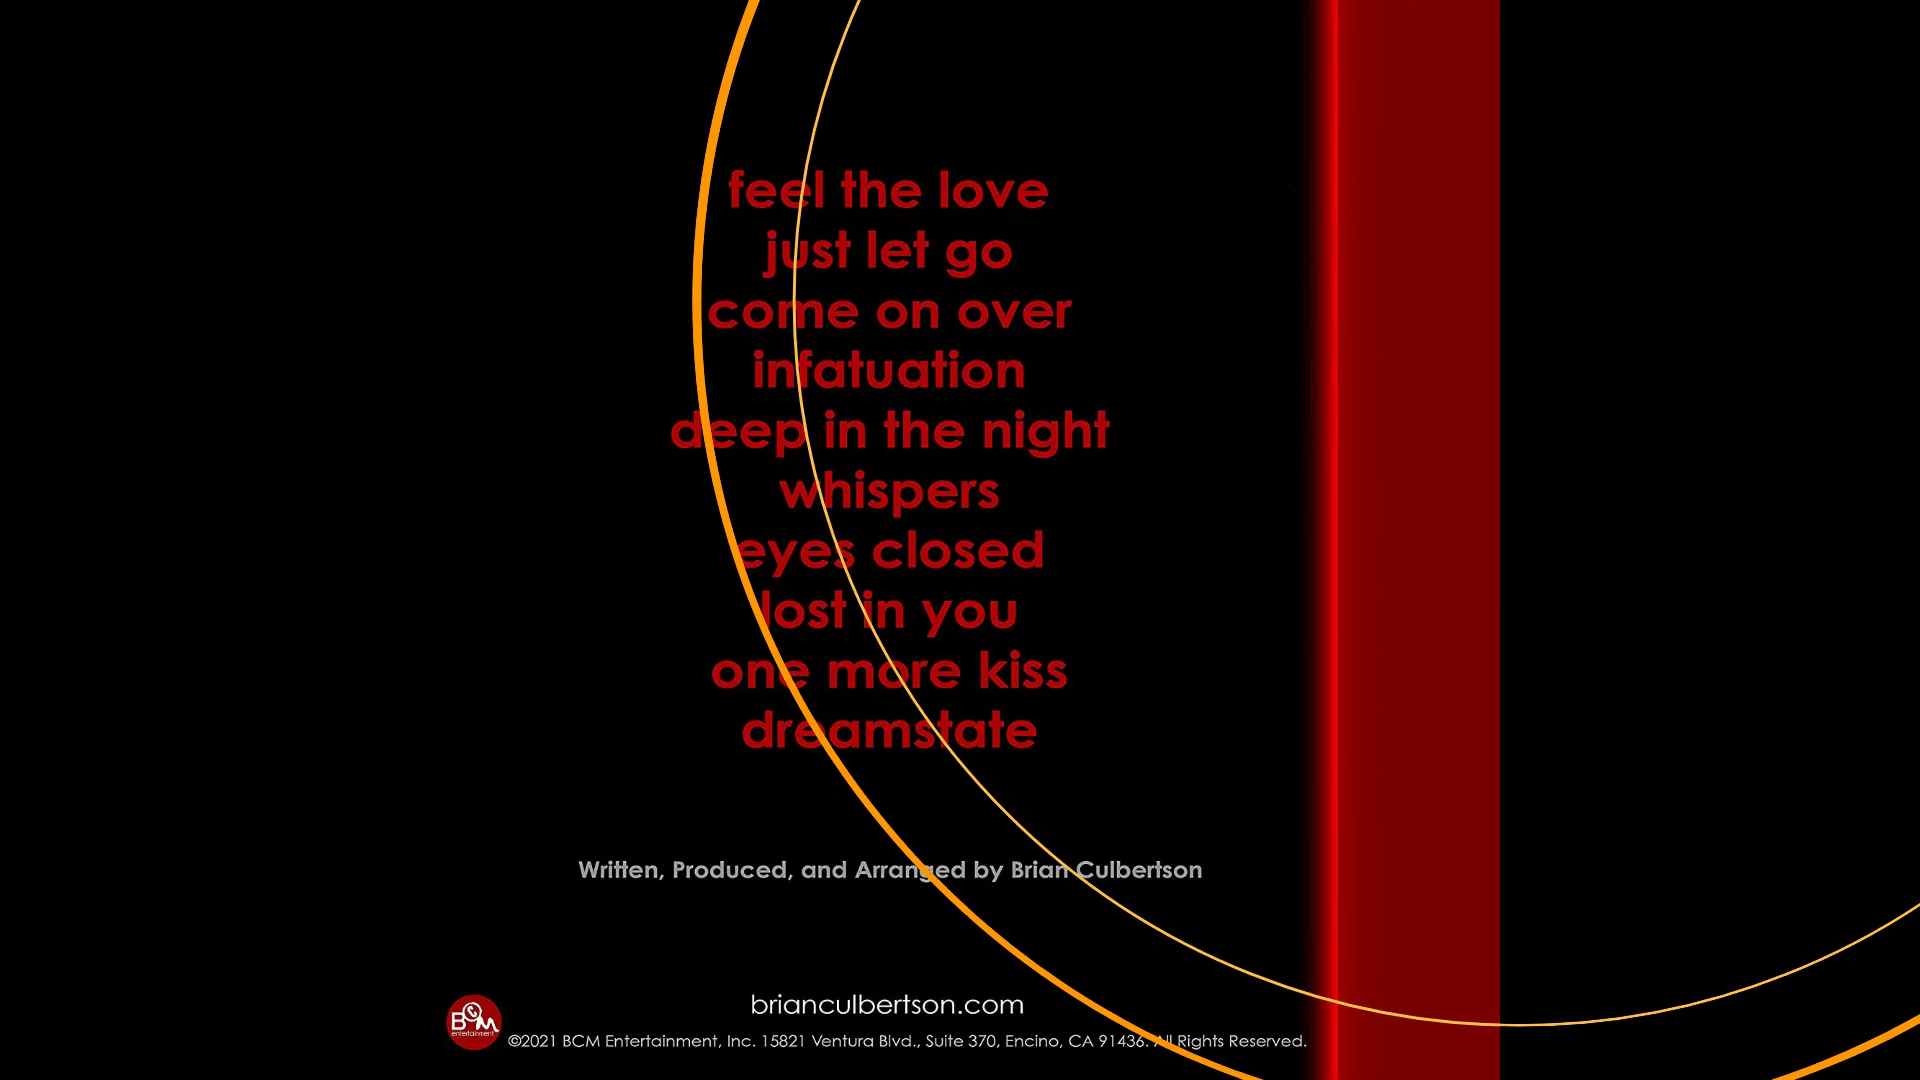 feel the love
just let go
come on over
infatuation
deep in the night
whispers
eyes closed
lost in you
one more kiss
dreamstate
Written, Produced, and Arranged by Brian Culbertson
brianculbertson.com
BCM
entertainment
©2021 BCM Entertainment, Inc. 15821 Ventura Blvd., Suite 370, Encino, CA 91436. All Rights Reserved.